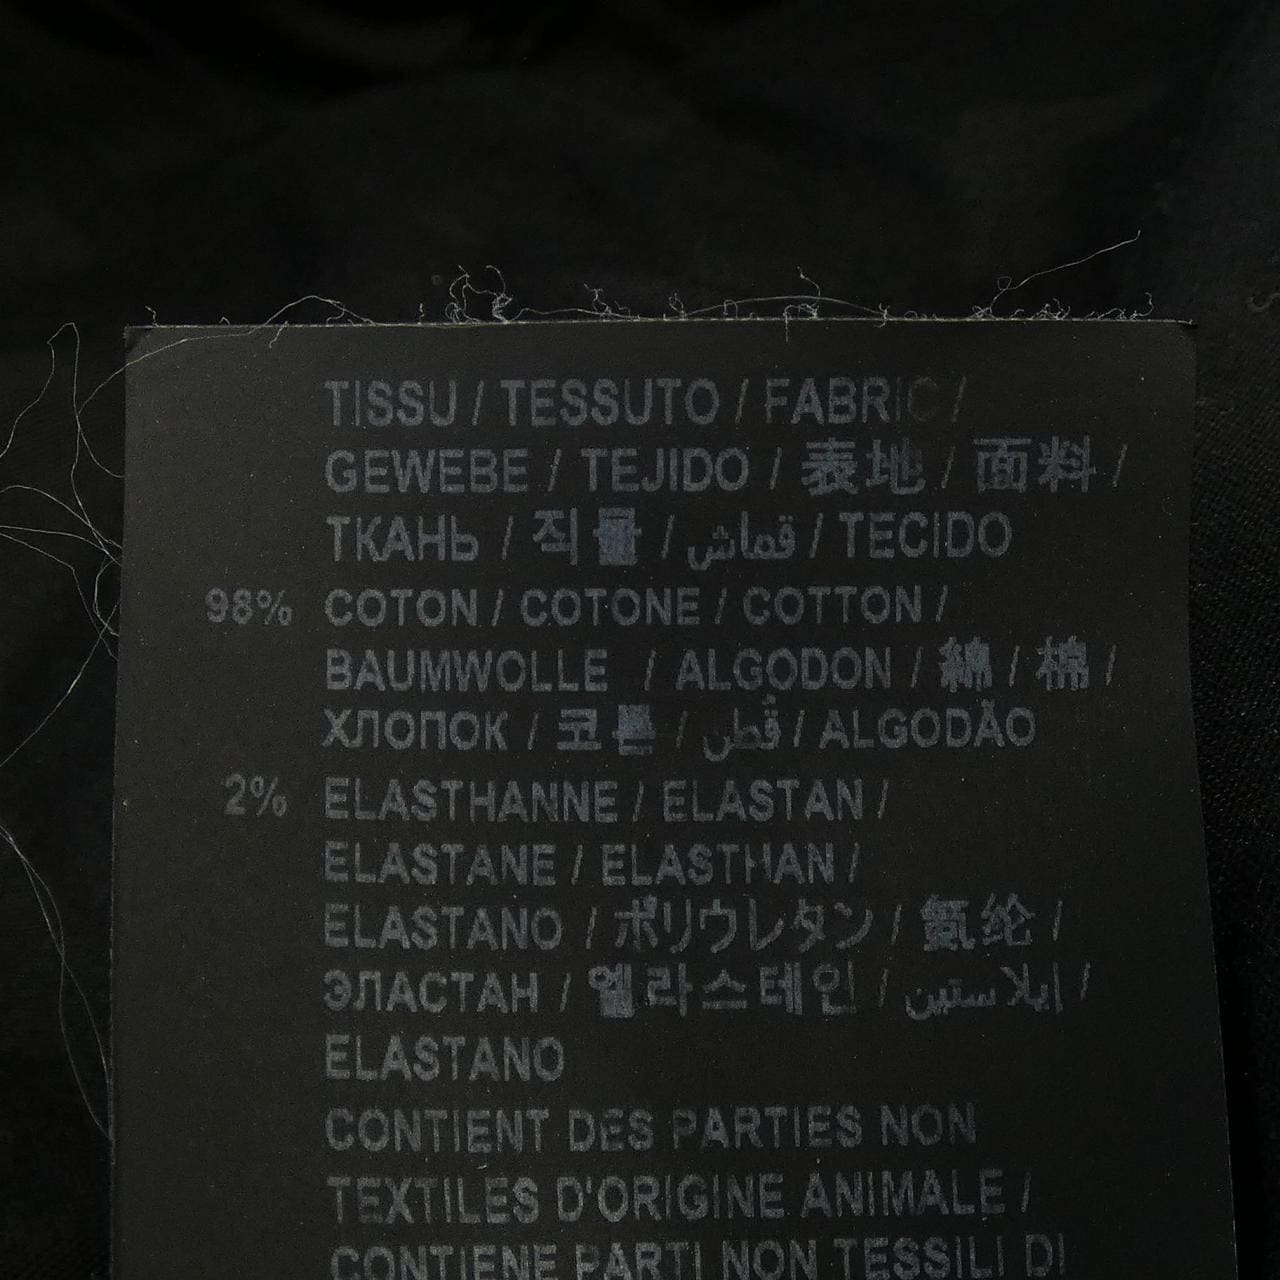 TISSU / TESSUTO / FABRIC /
GEWEBE / TEJIDO / 表地 / 面料 /
ТКАНЬ / 직물 / قماش / TECIDO
98% COTON / COTONE / COTTON /
BAUMWOLLE / ALGODON / 綿 / 棉 /
ХЛОПОК / 코튼 / قُطن / ALGODÃO
2% ELASTHANNE / ELASTAN /
ELASTANE / ELASTHAN /
ELASTANO / ポリウレタン / 氨纶 /
ЭЛАСТАН / 엘라스테인 / إيلاستين /
ELASTANO
CONTIENT DES PARTIES NON
TEXTILES D'ORIGINE ANIMALE /
CONTIENE PARTI NON TESSILI DI